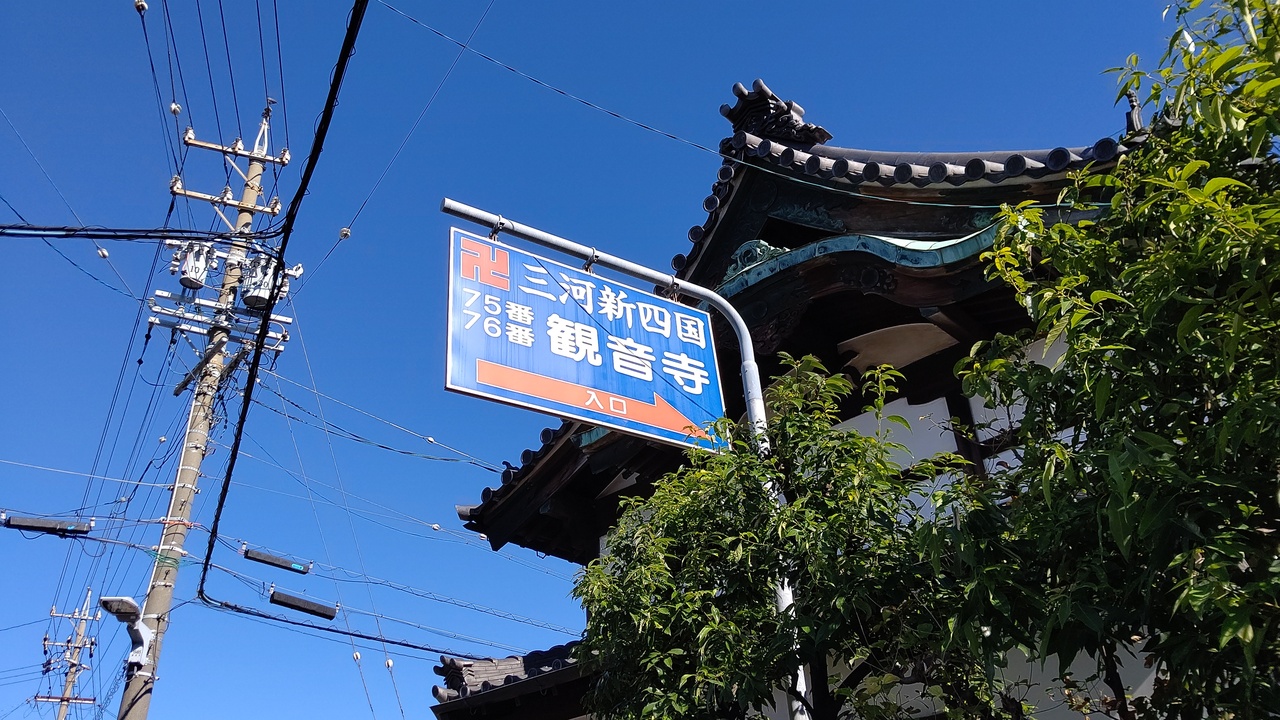 卍 三河新四国
75番
76番
観音寺
入口